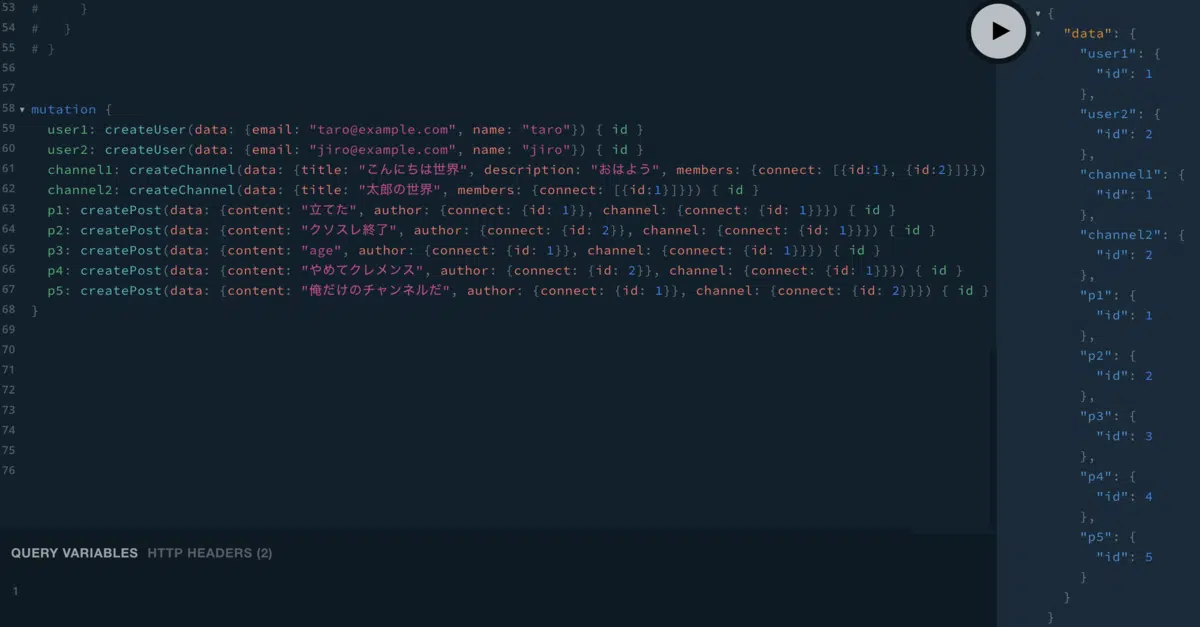 53 # }
54 # }
55 # }
56
57
58 mutation {
59 user1: createUser(data: {email: "taro@example.com", name: "taro"}) { id }
60 user2: createUser(data: {email: "jiro@example.com", name: "jiro"}) { id }
61 channel1: createChannel(data: {title: "こんにちは世界", description: "おはよう", members: {connect: [{id:1}, {id:2}]}})
62 channel2: createChannel(data: {title: "太郎の世界", members: {connect: [{id:1}]}}) { id }
63 p1: createPost(data: {content: "立てた", author: {connect: {id: 1}}, channel: {connect: {id: 1}}}) { id }
64 p2: createPost(data: {content: "クソスレ終了", author: {connect: {id: 2}}, channel: {connect: {id: 1}}}) { id }
65 p3: createPost(data: {content: "age", author: {connect: {id: 1}}, channel: {connect: {id: 1}}}) { id }
66 p4: createPost(data: {content: "やめてクレメンス", author: {connect: {id: 2}}, channel: {connect: {id: 1}}}) { id }
67 p5: createPost(data: {content: "俺だけのチャンネルだ", author: {connect: {id: 1}}, channel: {connect: {id: 2}}}) { id }
68 }
69
70
71
72
73
74
75
76
QUERY VARIABLES HTTP HEADERS (2)
1
{
"data": {
"user1": {
"id": 1
},
"user2": {
"id": 2
},
"channel1": {
"id": 1
},
"channel2": {
"id": 2
},
"p1": {
"id": 1
},
"p2": {
"id": 2
},
"p3": {
"id": 3
},
"p4": {
"id": 4
},
"p5": {
"id": 5
}
}
}